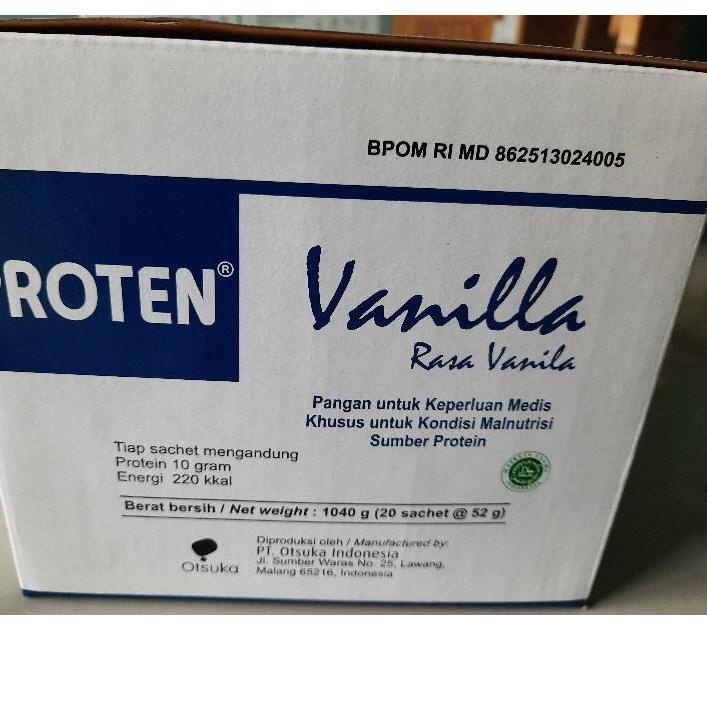 BPOM RI MD 862513024005
PROTEN®
Vanilla
Rasa Vanila
Pangan untuk Keperluan Medis
Khusus untuk Kondisi Malnutrisi
Sumber Protein
Tiap sachet mengandung
Protein 10 gram
Energi 220 kkal
Berat bersih / Net weight : 1040 g (20 sachet @ 52 g)
Otsuka
Diproduksi oleh / Manufactured by:
PT. Otsuka Indonesia
Jl. Sumber Waras No. 25, Lawang,
Malang 65216, Indonesia